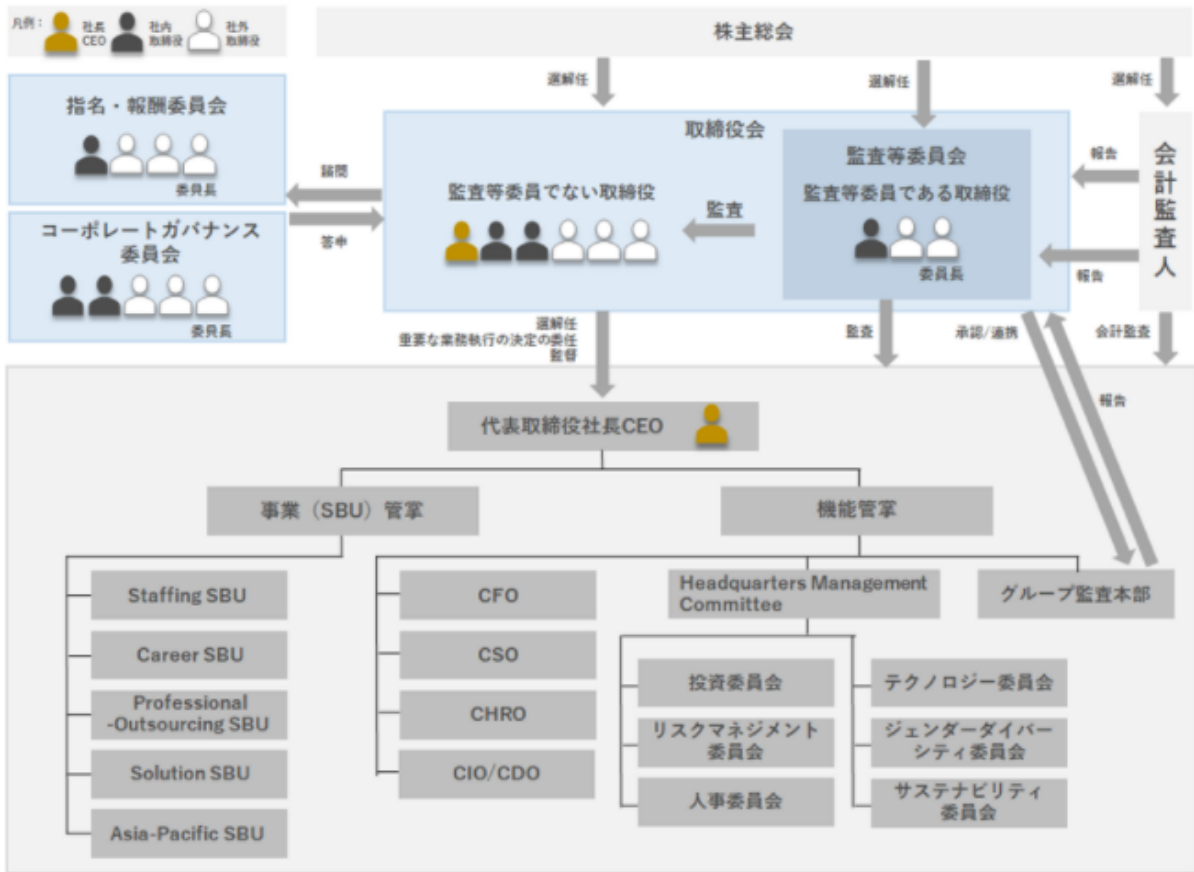 凡例：
社長
CEO
社内
取締役
社外
取締役
株主総会
選解任
選解任
選解任
指名・報酬委員会
委員長
コーポレートガバナンス
委員会
委員長
諮問
答申
取締役会
監査等委員でない取締役
監査
監査等委員会
監査等委員である取締役
委員長
会計監査人
報告
報告
選解任
重要な業務執行の決定の委任
監督
監査
承認/連携
会計監査
報告
代表取締役社長CEO
事業（SBU）管掌
機能管掌
Staffing SBU
Career SBU
Professional
-Outsourcing SBU
Solution SBU
Asia-Pacific SBU
CFO
CSO
CHRO
CIO/CDO
Headquarters Management
Committee
グループ監査本部
投資委員会
リスクマネジメント
委員会
人事委員会
テクノロジー委員会
ジェンダーダイバー
シティ委員会
サステナビリティ
委員会